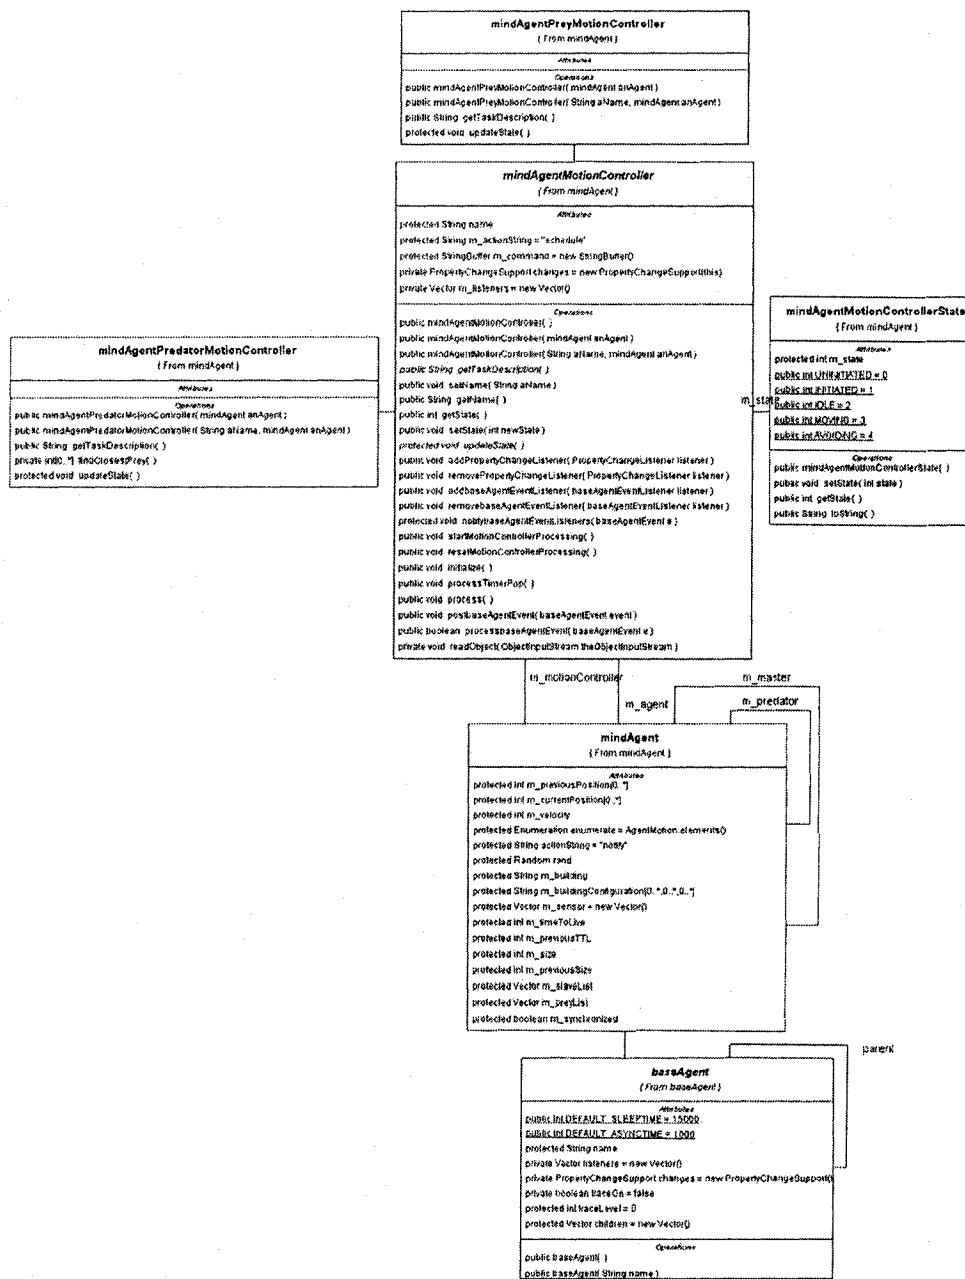 mindAgentPreyMotionController
{ From mindAgent }
Attributes
Operations
public mindAgentPreyMotionController( mindAgent anAgent )
public mindAgentPreyMotionController( String aName, mindAgent anAgent )
public String getTaskDescription( )
protected void updateState( )
mindAgentMotionController
{ From mindAgent }
Attributes
protected String name
protected String m_actionString = "schedule"
protected StringBuffer m_command = new StringBuffer()
private PropertyChangeSupport changes = new PropertyChangeSupport(this)
private Vector m_listeners = new Vector()
Operations
public mindAgentMotionController( )
public mindAgentMotionController( mindAgent anAgent )
public mindAgentMotionController( String aName, mindAgent anAgent )
public String getTaskDescription( )
public void setName( String aName )
public String getName( )
public int getState( )
public void setState( int newState )
protected void updateState( )
public void addPropertyChangeListener( PropertyChangeListener listener )
public void removePropertyChangeListener( PropertyChangeListener listener )
public void addbaseAgentEventListener( baseAgentEventListener listener )
public void removebaseAgentEventListener( baseAgentEventListener listener )
protected void notifybaseAgentEventListeners( baseAgentEvent e )
public void startMotionControllerProcessing( )
public void resetMotionControllerProcessing( )
public void initialize( )
public void processTimerPop( )
public void process( )
public void postbaseAgentEvent( baseAgentEvent event )
public boolean processbaseAgentEvent( baseAgentEvent e )
private void readObject( ObjectInputStream theObjectInputStream )
mindAgentPredatorMotionController
{ From mindAgent }
Attributes
Operations
public mindAgentPredatorMotionController( mindAgent anAgent )
public mindAgentPredatorMotionController( String aName, mindAgent anAgent )
public String getTaskDescription( )
private int[0..*] findClosesPrey( )
protected void updateState( )
m_state
mindAgentMotionControllerState
{ From mindAgent }
Attributes
protected int m_state
public int UNINITIATED = 0
public int INITIATED = 1
public int IDLE = 2
public int MOVING = 3
public int AVOIDING = 4
Operations
public mindAgentMotionControllerState( )
public void setState( int state )
public int getState( )
public String toString( )
m_motionController
m_agent
m_master
m_predator
mindAgent
{ From mindAgent }
Attributes
protected int m_previousPosition[0..*]
protected int m_currentPosition[0..*]
protected int m_velocity
protected Enumeration enumerate = AgentMotion.elements()
protected String actionString = "notify"
protected Random rand
protected String m_building
protected String m_buildingConfiguration[0..*,0..*,0..*]
protected Vector m_sensor = new Vector()
protected int m_timeToLive
protected int m_previousTTL
protected int m_size
protected int m_previousSize
protected Vector m_slaveList
protected Vector m_preyList
protected boolean m_synchronized
parent
baseAgent
{ From baseAgent }
Attributes
public int DEFAULT_SLEEPTIME = 15000
public int DEFAULT_ASYNCTIME = 1000
protected String name
private Vector listeners = new Vector()
private PropertyChangeSupport changes = new PropertyChangeSupport()
private boolean traceOn = false
protected int traceLevel = 0
protected Vector children = new Vector()
Operations
public baseAgent( )
public baseAgent( String name )